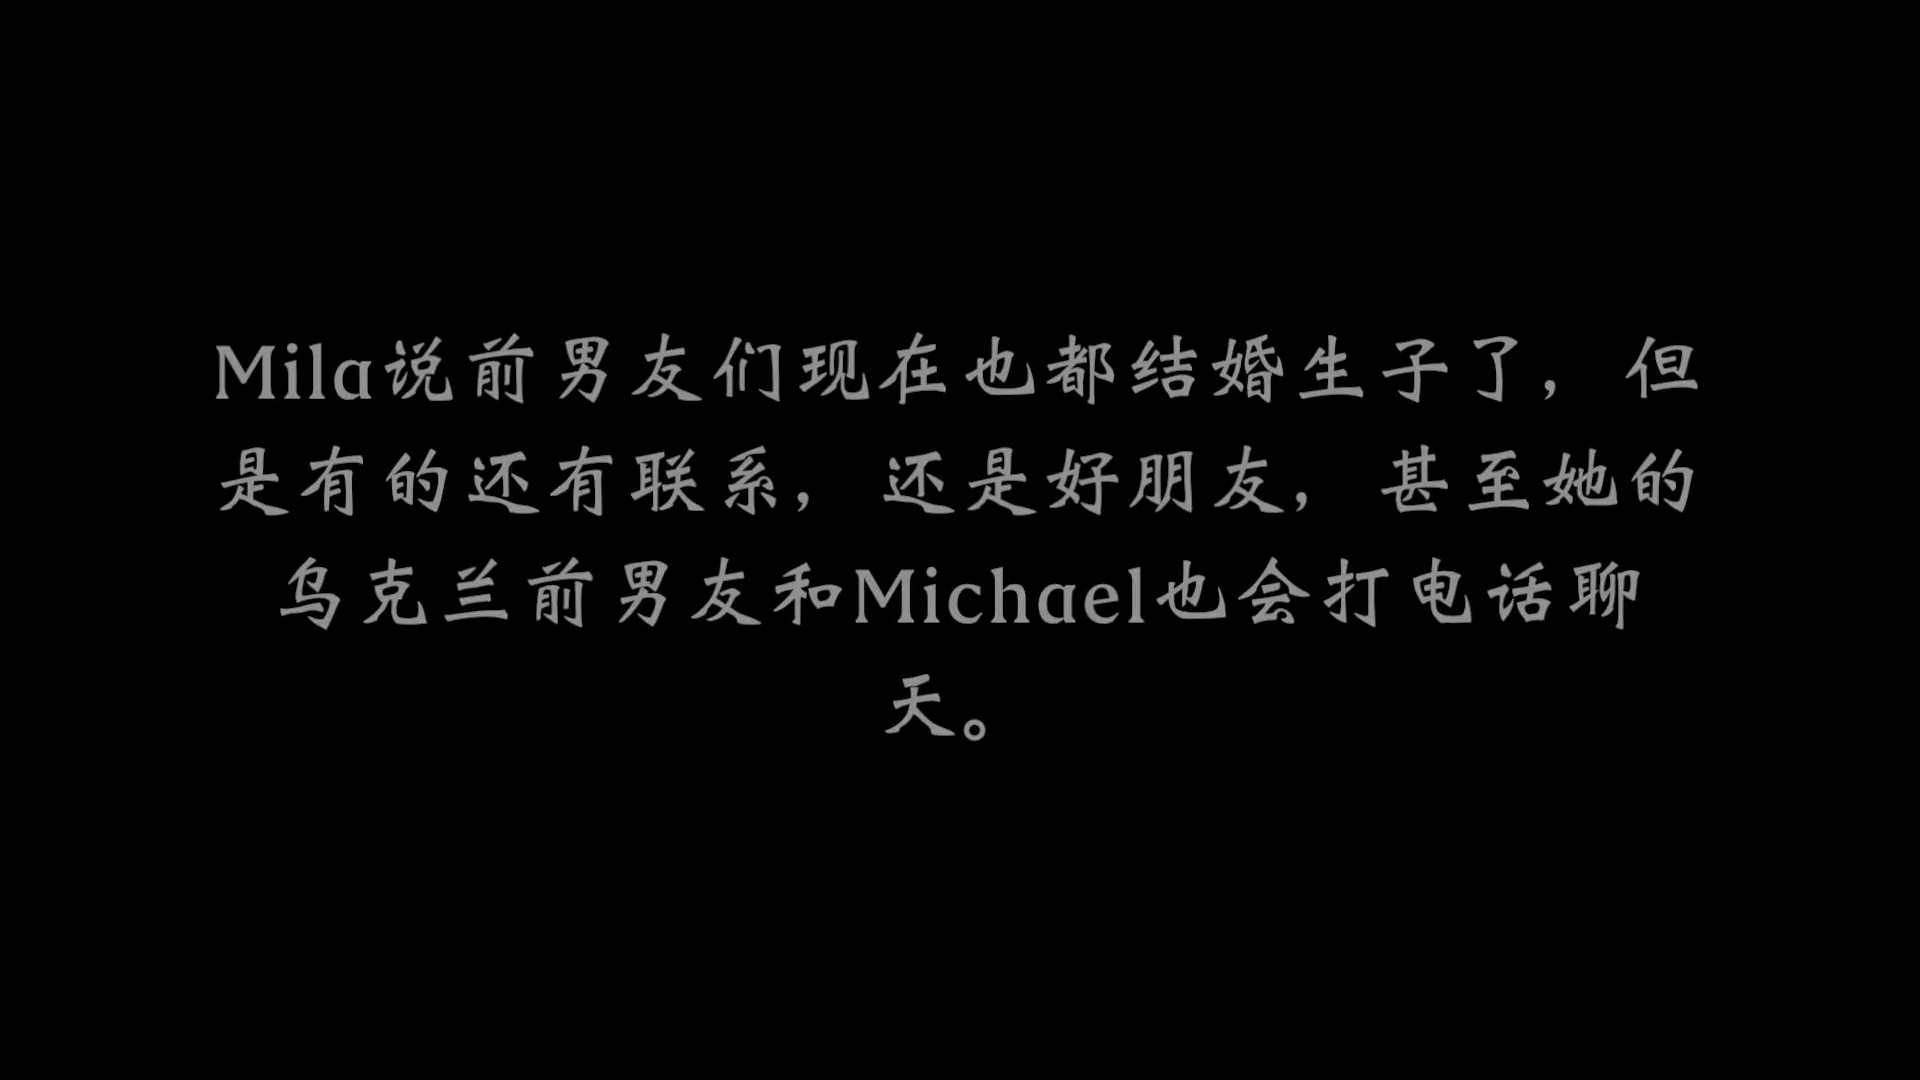 Mila说前男友们现在也都结婚生子了，但
是有的还有联系，还是好朋友，甚至她的
乌克兰前男友和Michael也会打电话聊
天。